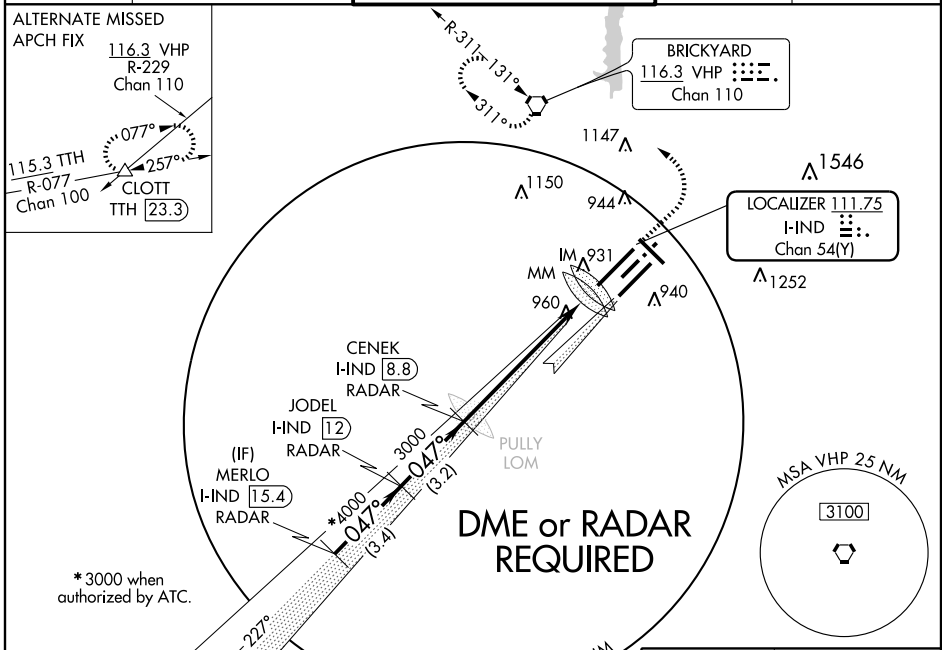 ALTERNATE MISSED
APCH FIX
116.3 VHP
R-229
Chan 110
077°
257°
115.3 TTH
R-077
Chan 100
CLOTT
TTH 23.3
R-311
131°
311°
BRICKYARD
116.3 VHP
Chan 110
1147
1546
1150
944
LOCALIZER 111.75
I-IND
Chan 54(Y)
IM
931
MM
1252
960
940
CENEK
I-IND 8.8
RADAR
JODEL
I-IND 12
RADAR
3000
047°
(3.2)
PULLY
LOM
(IF)
MERLO
I-IND 15.4
RADAR
*4000
047°
(3.4)
DME or RADAR
REQUIRED
MSA VHP 25 NM
3100
* 3000 when
authorized by ATC.
227°